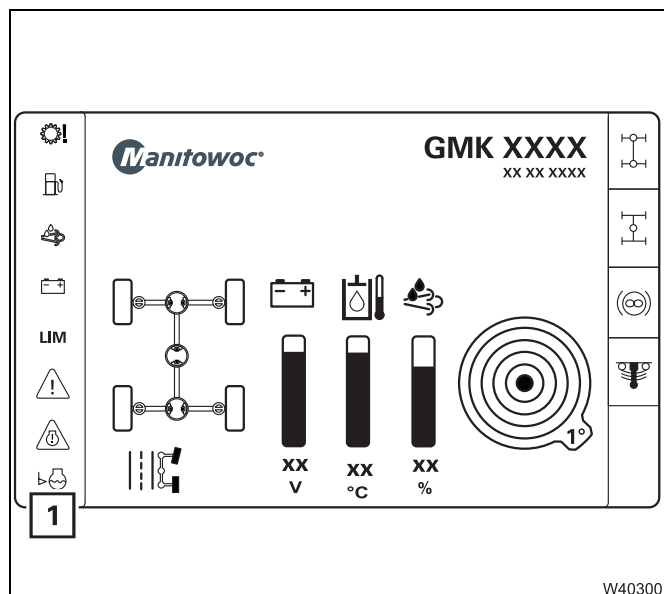 Manitowoc
GMK XXXX
XX XX XXXX
LIM
1°
XX
V
XX
°C
XX
%
1
W40300